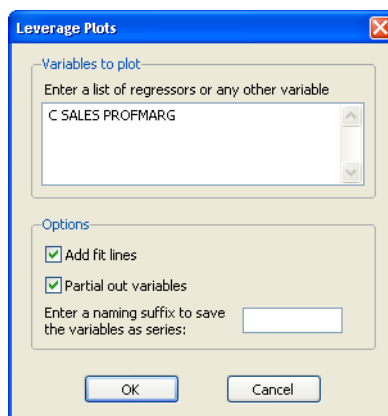 Leverage Plots
Variables to plot
Enter a list of regressors or any other variable
C SALES PROFMARG
Options
Add fit lines
Partial out variables
Enter a naming suffix to save
the variables as series:
OK
Cancel